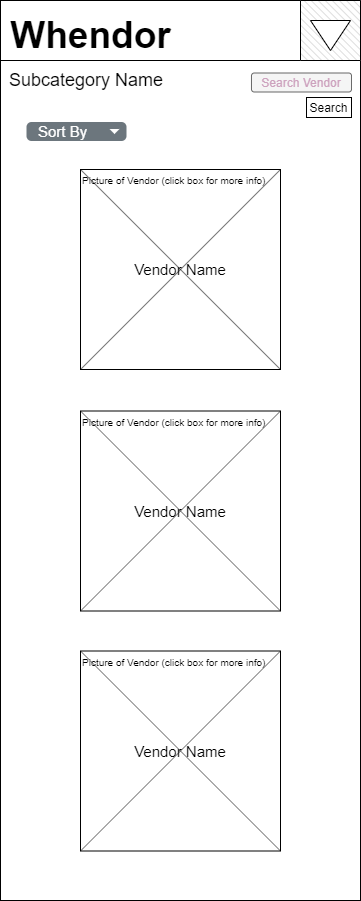 Whendor
Subcategory Name
Search Vendor
Search
Sort By
Picture of Vendor (click box for more info)
Vendor Name
Picture of Vendor (click box for more info)
Vendor Name
Picture of Vendor (click box for more info)
Vendor Name